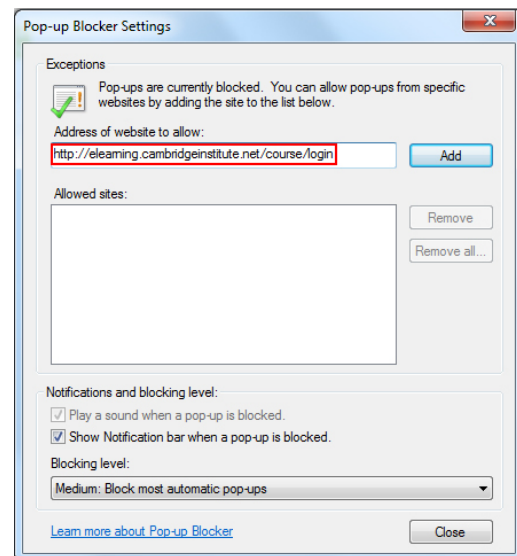 Pop-up Blocker Settings
X
Exceptions
Pop-ups are currently blocked. You can allow pop-ups from specific
websites by adding the site to the list below.
Address of website to allow:
http://elearning.cambridgeinstitute.net/course/login
Add
Allowed sites:
Remove
Remove all...
Notifications and blocking level:
Play a sound when a pop-up is blocked.
Show Notification bar when a pop-up is blocked.
Blocking level:
Medium: Block most automatic pop-ups
Learn more about Pop-up Blocker
Close